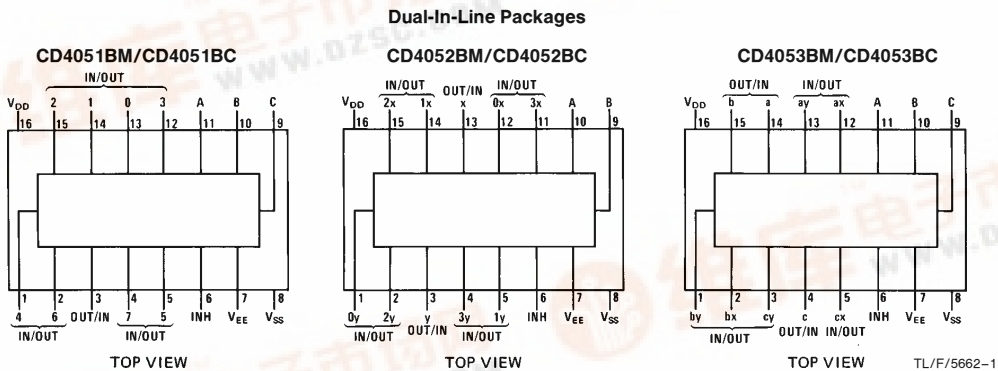 Dual-In-Line Packages
CD4051BM/CD4051BC
IN/OUT
VDD 2 1 0 3 A B C
16 15 14 13 12 11 10 9
1 2 3 4 5 6 7 8
4 6 OUT/IN 7 5 INH VEE VSS
IN/OUT IN/OUT
TOP VIEW
CD4052BM/CD4052BC
IN/OUT OUT/IN IN/OUT
VDD 2x 1x x 0x 3x A B
16 15 14 13 12 11 10 9
1 2 3 4 5 6 7 8
0y 2y y 3y 1y INH VEE VSS
IN/OUT OUT/IN IN/OUT
TOP VIEW
CD4053BM/CD4053BC
OUT/IN IN/OUT
VDD b a ay ax A B C
16 15 14 13 12 11 10 9
1 2 3 4 5 6 7 8
by bx cy c cx INH VEE VSS
IN/OUT OUT/IN IN/OUT
TOP VIEW
TL/F/5662-1